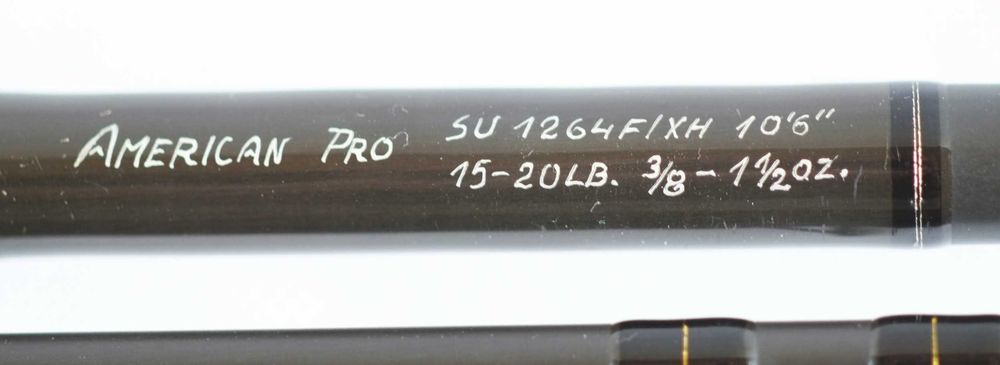 AMERICAN PRO SU 1264F/XH 10'6"
15-20LB. 3/8-1 1/2OZ.